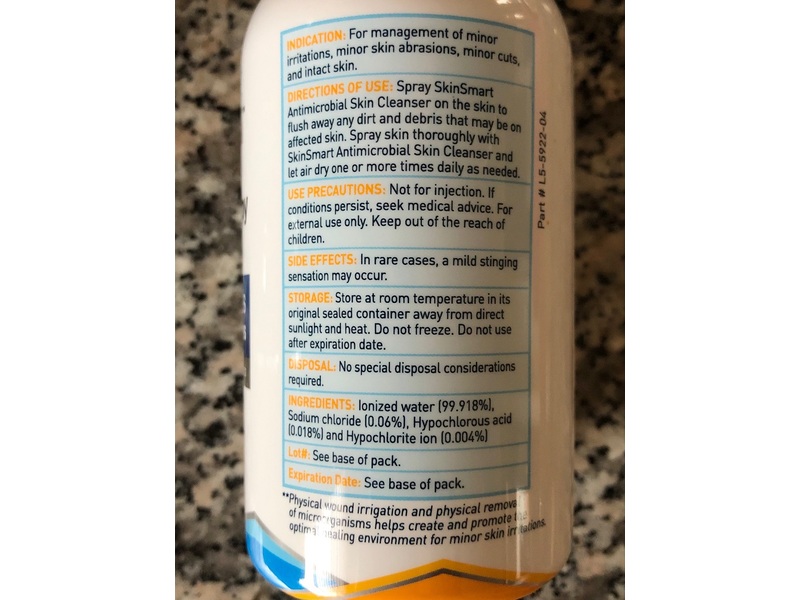 INDICATION: For management of minor
irritations, minor skin abrasions, minor cuts,
and intact skin.
DIRECTIONS OF USE: Spray SkinSmart
Antimicrobial Skin Cleanser on the skin to
flush away any dirt and debris that may be on
affected skin. Spray skin thoroughly with
SkinSmart Antimicrobial Skin Cleanser and
let air dry one or more times daily as needed.
USE PRECAUTIONS: Not for injection. If
conditions persist, seek medical advice. For
external use only. Keep out of the reach of
children.
SIDE EFFECTS: In rare cases, a mild stinging
sensation may occur.
STORAGE: Store at room temperature in its
original sealed container away from direct
sunlight and heat. Do not freeze. Do not use
after expiration date.
DISPOSAL: No special disposal considerations
required.
INGREDIENTS: Ionized water (99.918%),
Sodium chloride (0.06%), Hypochlorous acid
(0.018%) and Hypochlorite ion (0.004%)
Lot#: See base of pack.
Expiration Date: See base of pack.
**Physical wound irrigation and physical removal
of microorganisms helps create and promote the
optimal healing environment for minor skin irritations.
Part # L5-5922-04